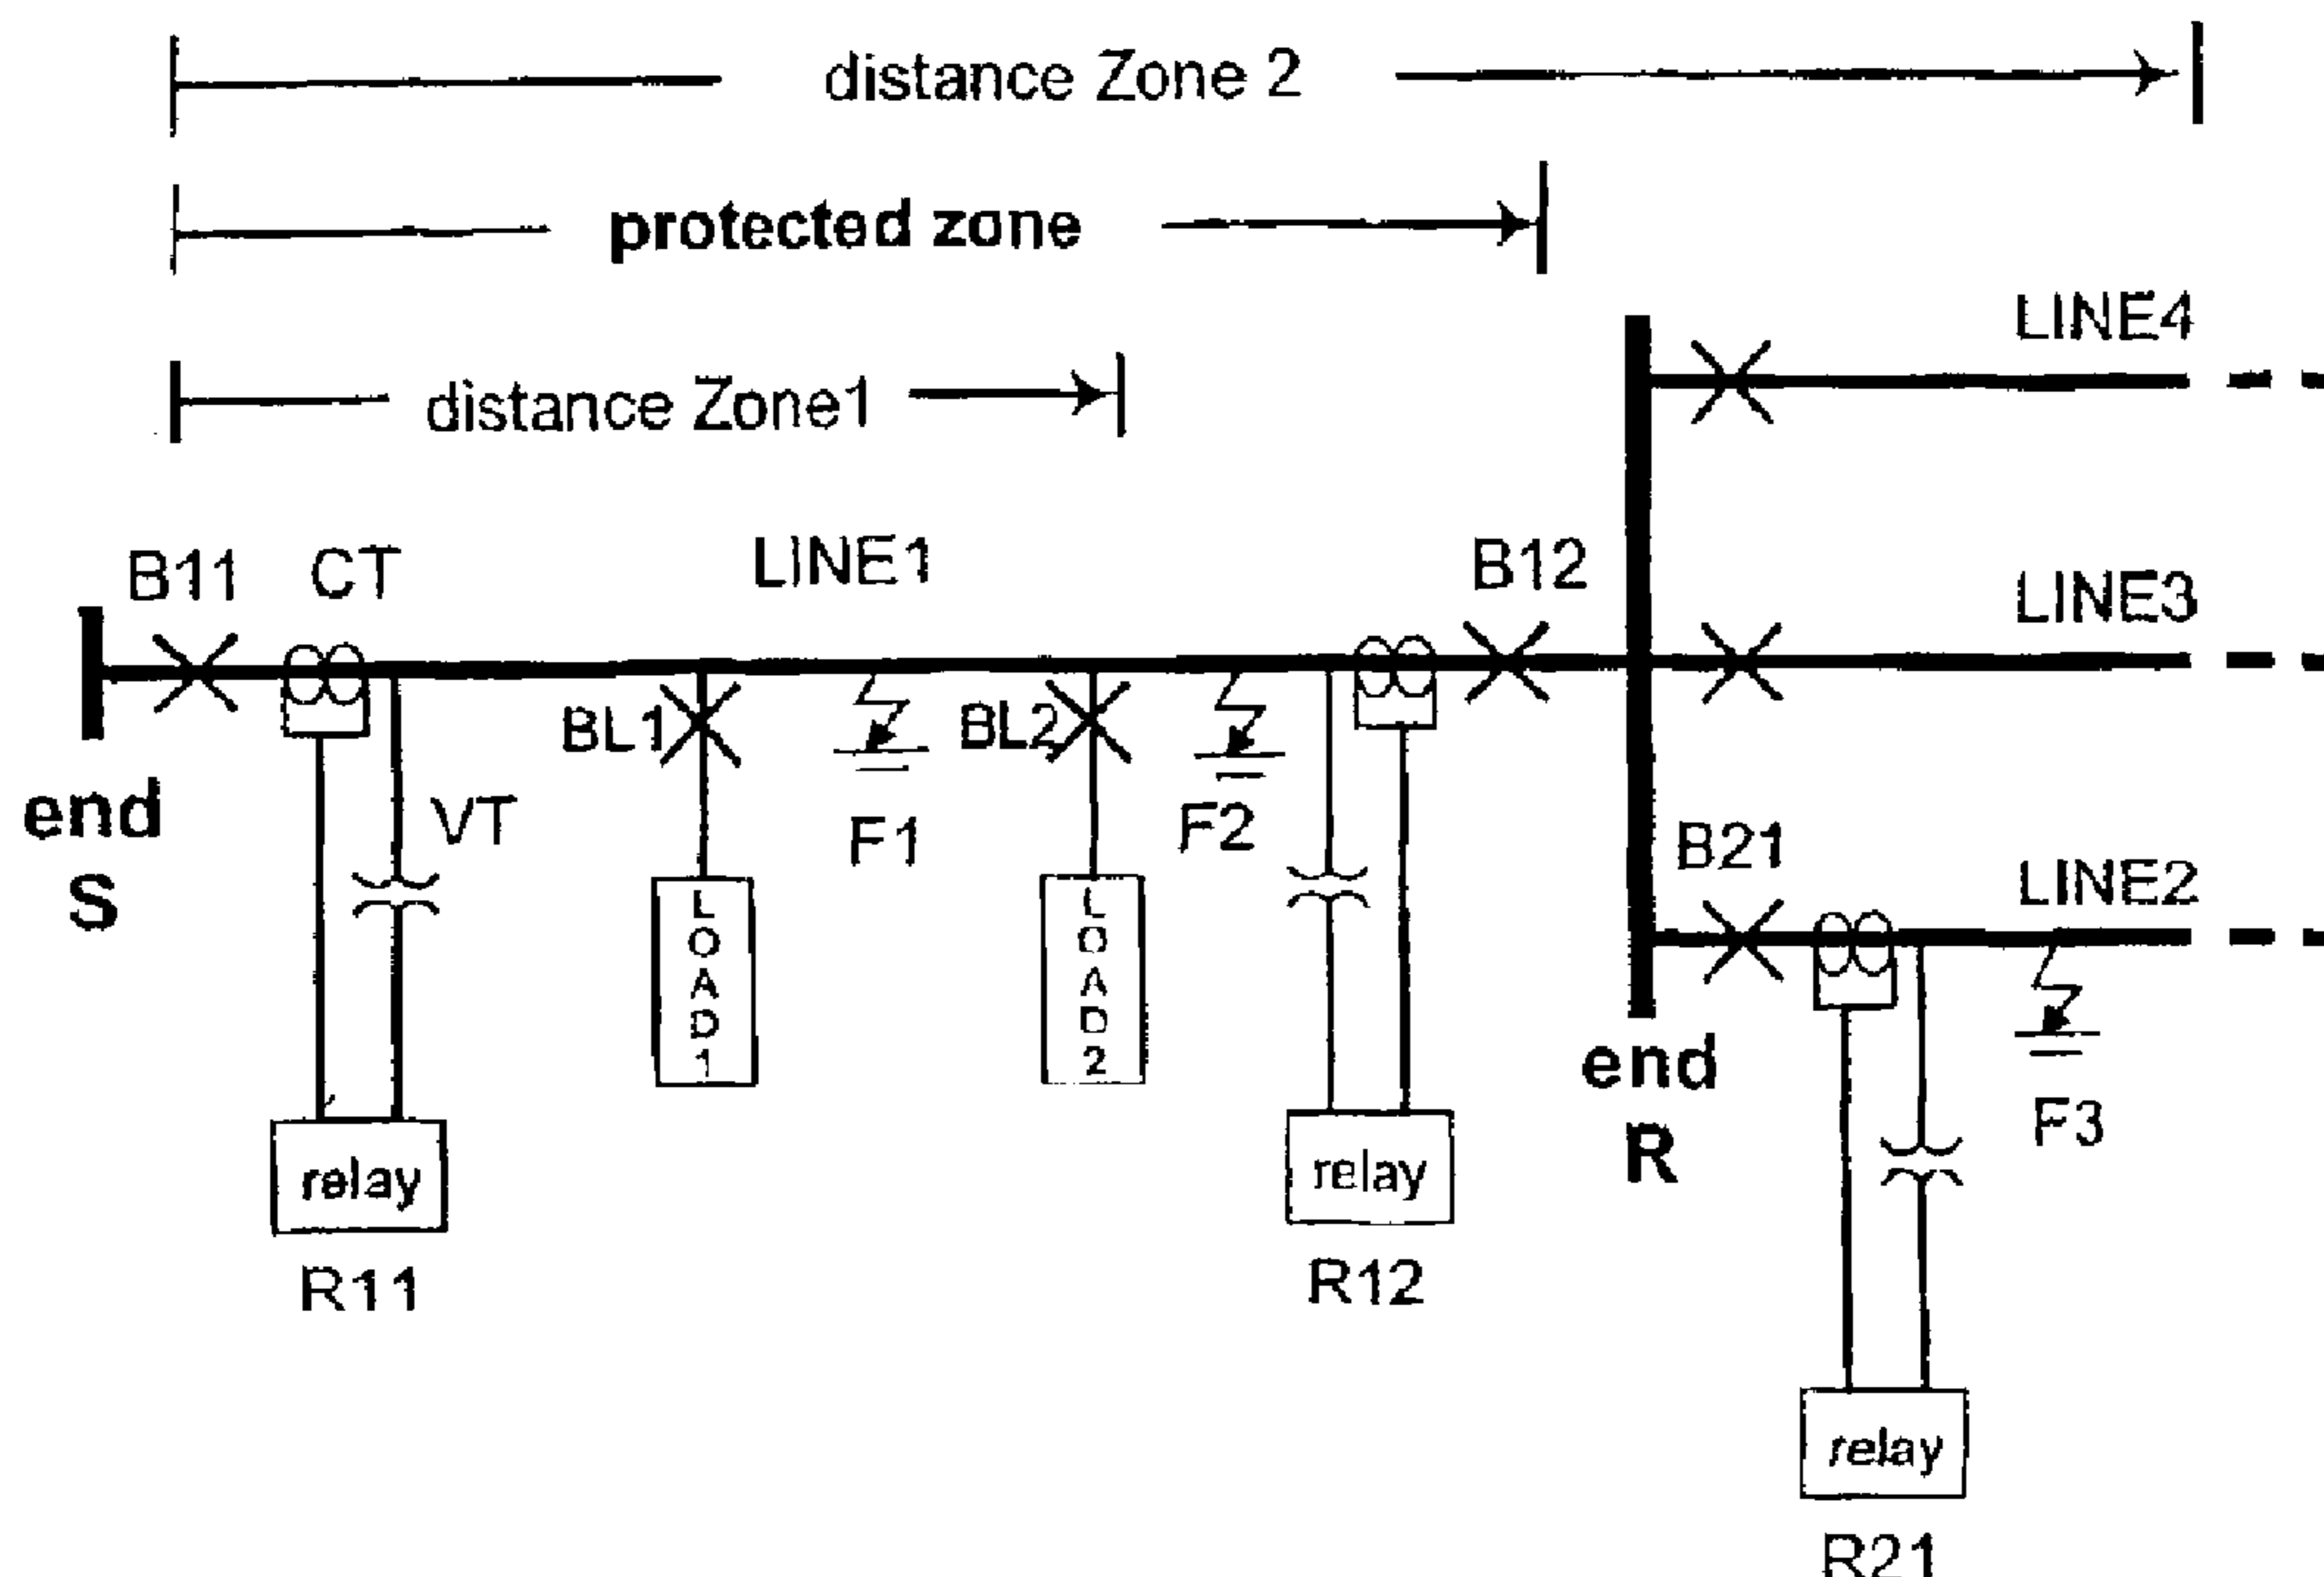 distance Zone 2
protected zone
distance Zone1
LINE4
B11
CT
LINE1
B12
LINE3
BL1
BL2
end
S
VT
F1
F2
B21
LINE2
LOAD1
LOAD2
end
R
relay
R11
relay
R12
F3
relay
R21